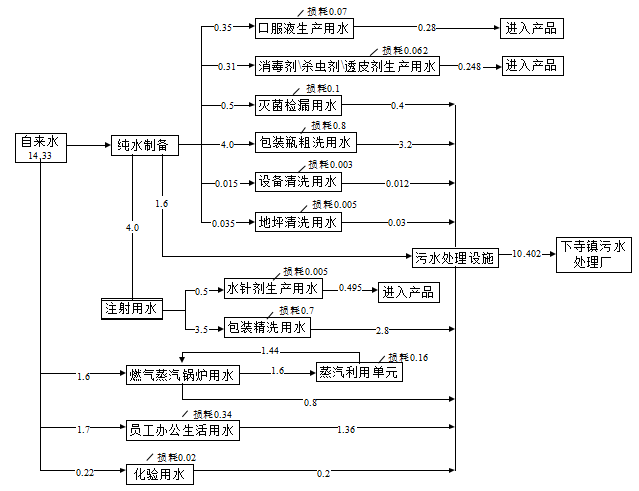 损耗0.07
0.35
口服液生产用水
0.28
进入产品
损耗0.062
0.31
消毒剂\杀虫剂\透皮剂生产用水
0.248
进入产品
损耗0.1
0.5
灭菌检漏用水
0.4
损耗0.8
自来水
14.33
纯水制备
4.0
包装瓶粗洗用水
3.2
损耗0.003
0.015
设备清洗用水
0.012
损耗0.005
0.035
地坪清洗用水
0.03
4.0
1.6
污水处理设施
10.402
下寺镇污水
处理厂
损耗0.005
0.5
水针剂生产用水
0.495
进入产品
注射用水
损耗0.7
3.5
包装精洗用水
2.8
1.44
损耗0.16
1.6
燃气蒸汽锅炉用水
1.6
蒸汽利用单元
0.8
损耗0.34
1.7
员工办公生活用水
1.36
损耗0.02
0.22
化验用水
0.2